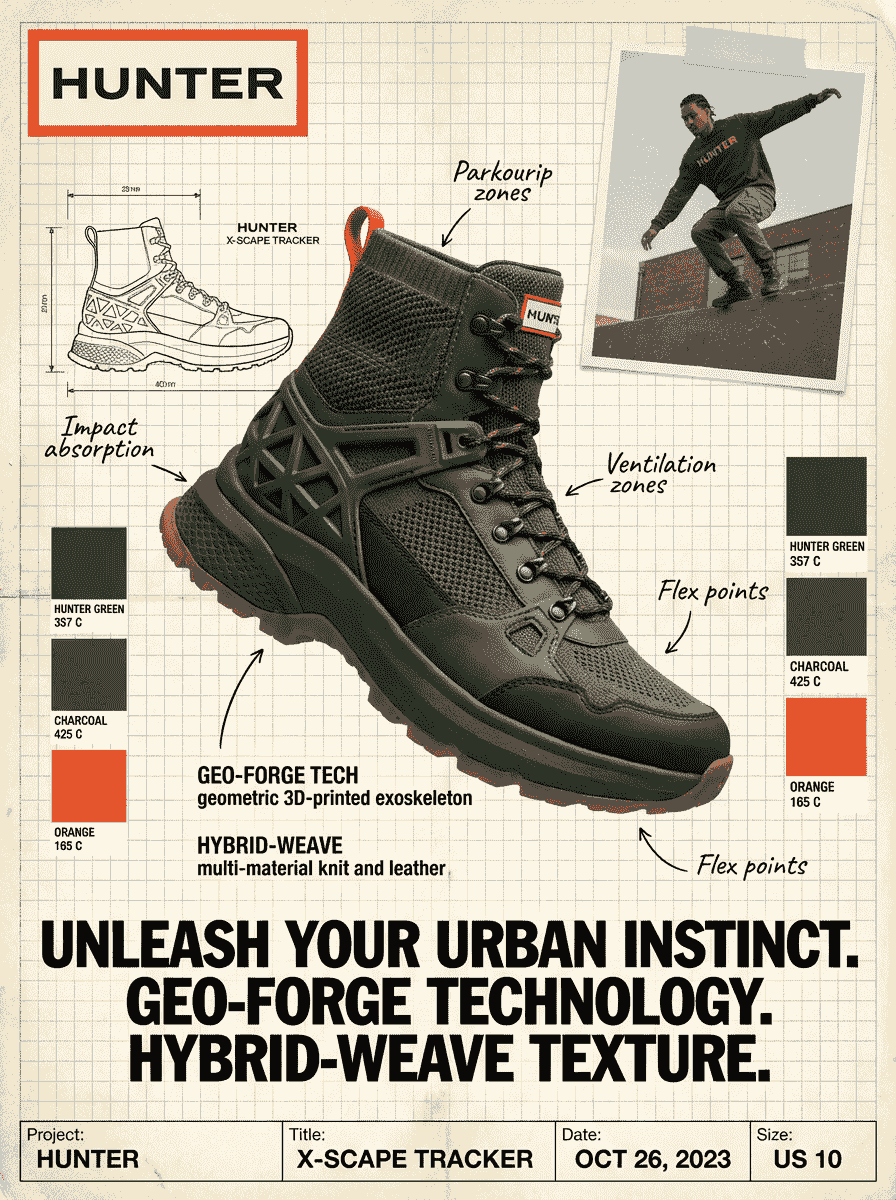 HUNTER
Parkourip
zones
HUNTER
HUNTER
X-SCAPE TRACKER
Impact
absorption
Ventilation
zones
HUNTER GREEN
357 C
CHARCOAL
425 C
ORANGE
165 C
Flex points
HUNTER GREEN
3S7 C
CHARCOAL
425 C
ORANGE
165 C
GEO-FORGE TECH
geometric 3D-printed exoskeleton
HYBRID-WEAVE
multi-material knit and leather
Flex points
UNLEASH YOUR URBAN INSTINCT.
GEO-FORGE TECHNOLOGY.
HYBRID-WEAVE TEXTURE.
Project:
HUNTER
Title:
X-SCAPE TRACKER
Date:
OCT 26, 2023
Size:
US 10